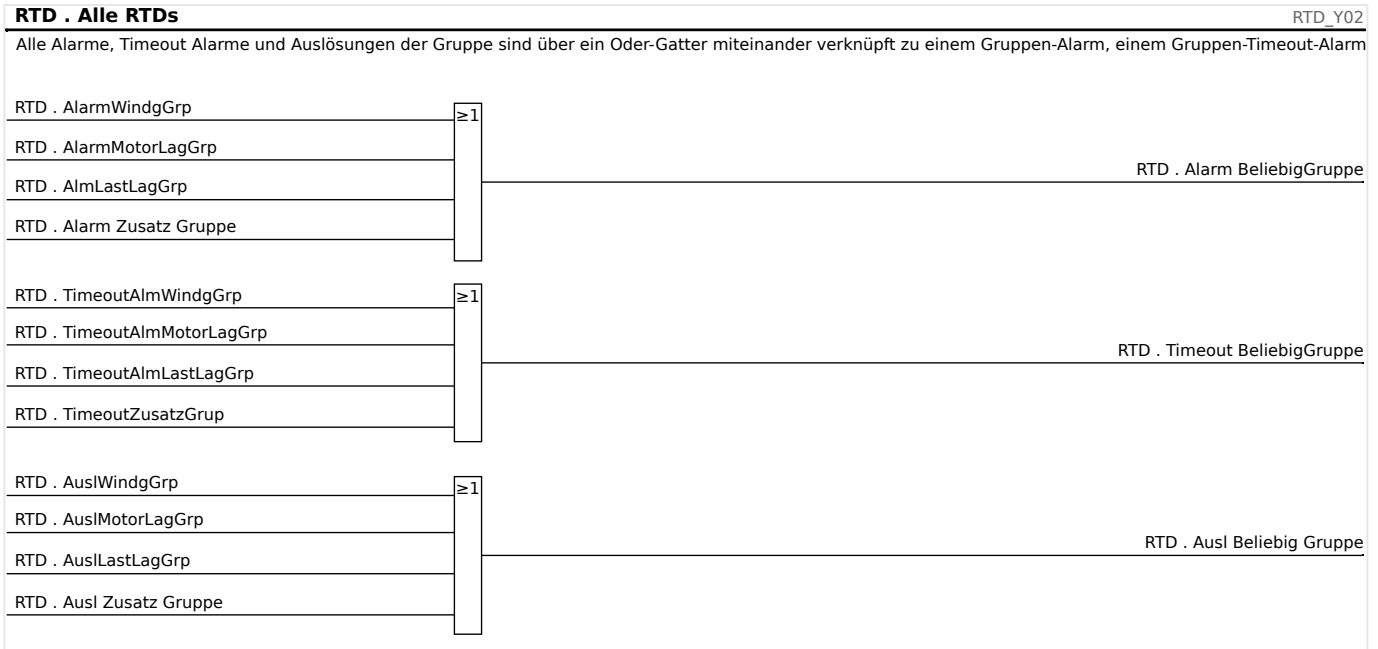 RTD . Alle RTDs
RTD_Y02
Alle Alarme, Timeout Alarme und Auslösungen der Gruppe sind über ein Oder-Gatter miteinander verknüpft zu einem Gruppen-Alarm, einem Gruppen-Timeout-Alarm
RTD . AlarmWindgGrp
≥1
RTD . AlarmMotorLagGrp
RTD . Alarm BeliebigGruppe
RTD . AlmLastLagGrp
RTD . Alarm Zusatz Gruppe
RTD . TimeoutAlmWindgGrp
≥1
RTD . TimeoutAlmMotorLagGrp
RTD . Timeout BeliebigGruppe
RTD . TimeoutAlmLastLagGrp
RTD . TimeoutZusatzGrup
RTD . AuslWindgGrp
≥1
RTD . AuslMotorLagGrp
RTD . Ausl Beliebig Gruppe
RTD . AuslLastLagGrp
RTD . Ausl Zusatz Gruppe